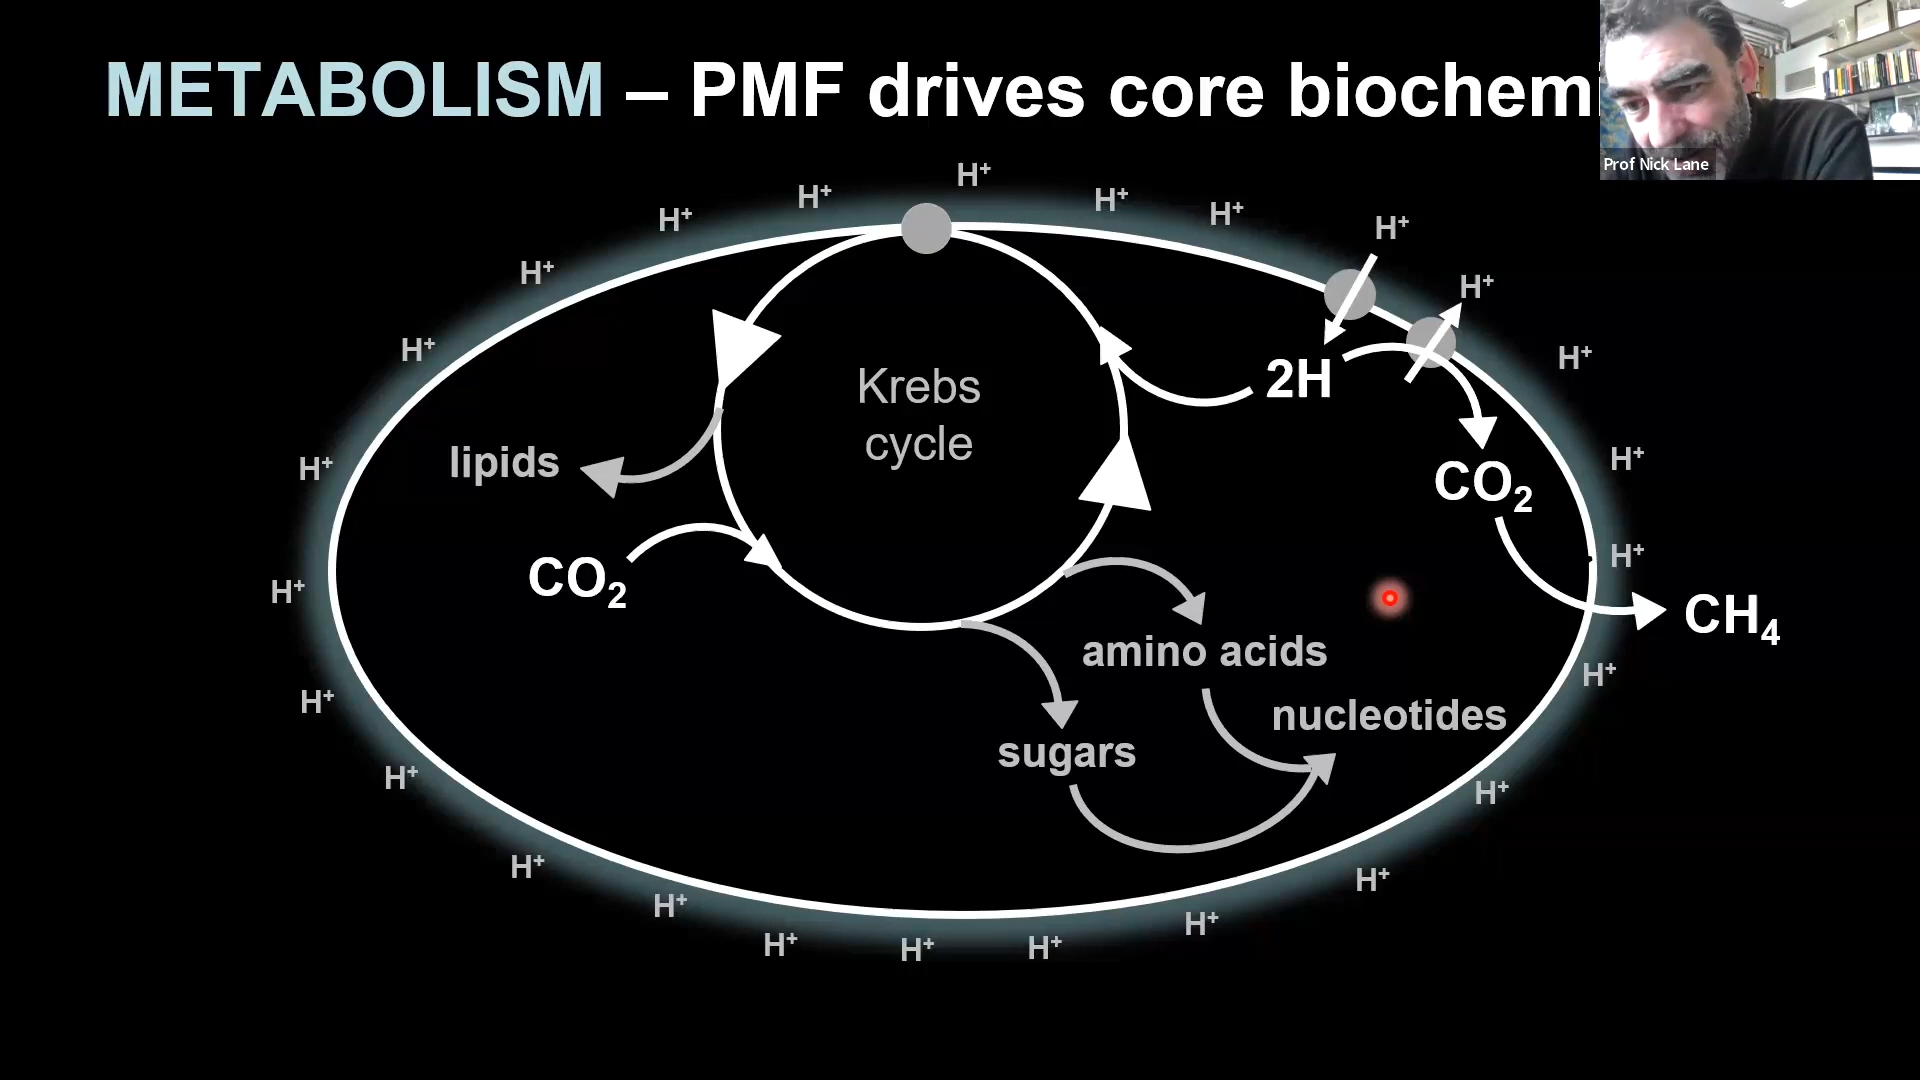 METABOLISM – PMF drives core biochem
Prof Nick Lane
H+
H+
H+
H+
H+
H+
H+
H+
H+
H+
Krebs
cycle
2H
H+
H+
lipids
CO2
H+
H+
CO2
H+
H+
CH4
amino acids
H+
H+
nucleotides
sugars
H+
H+
H+
H+
H+
H+
H+
H+
H+